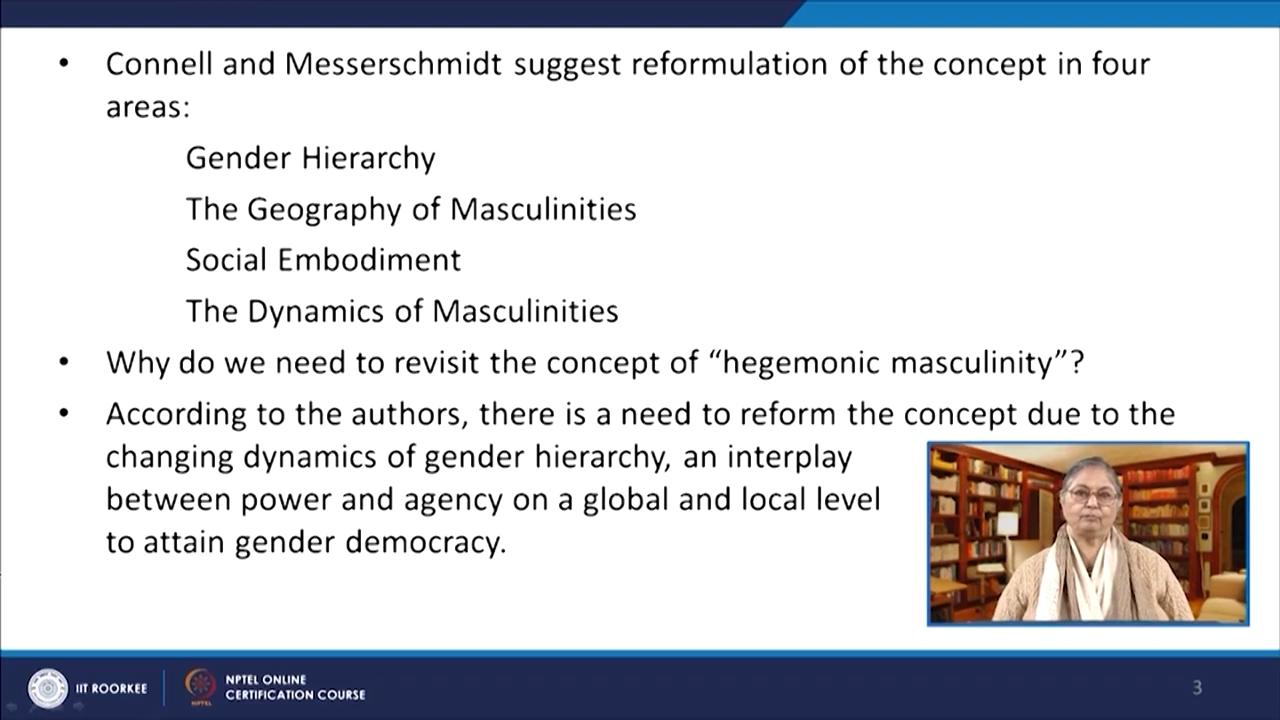 • Connell and Messerschmidt suggest reformulation of the concept in four
areas:
Gender Hierarchy
The Geography of Masculinities
Social Embodiment
The Dynamics of Masculinities
• Why do we need to revisit the concept of “hegemonic masculinity”?
• According to the authors, there is a need to reform the concept due to the
changing dynamics of gender hierarchy, an interplay
between power and agency on a global and local level
to attain gender democracy.
IIT ROORKEE
NPTEL
NPTEL ONLINE
CERTIFICATION COURSE
3